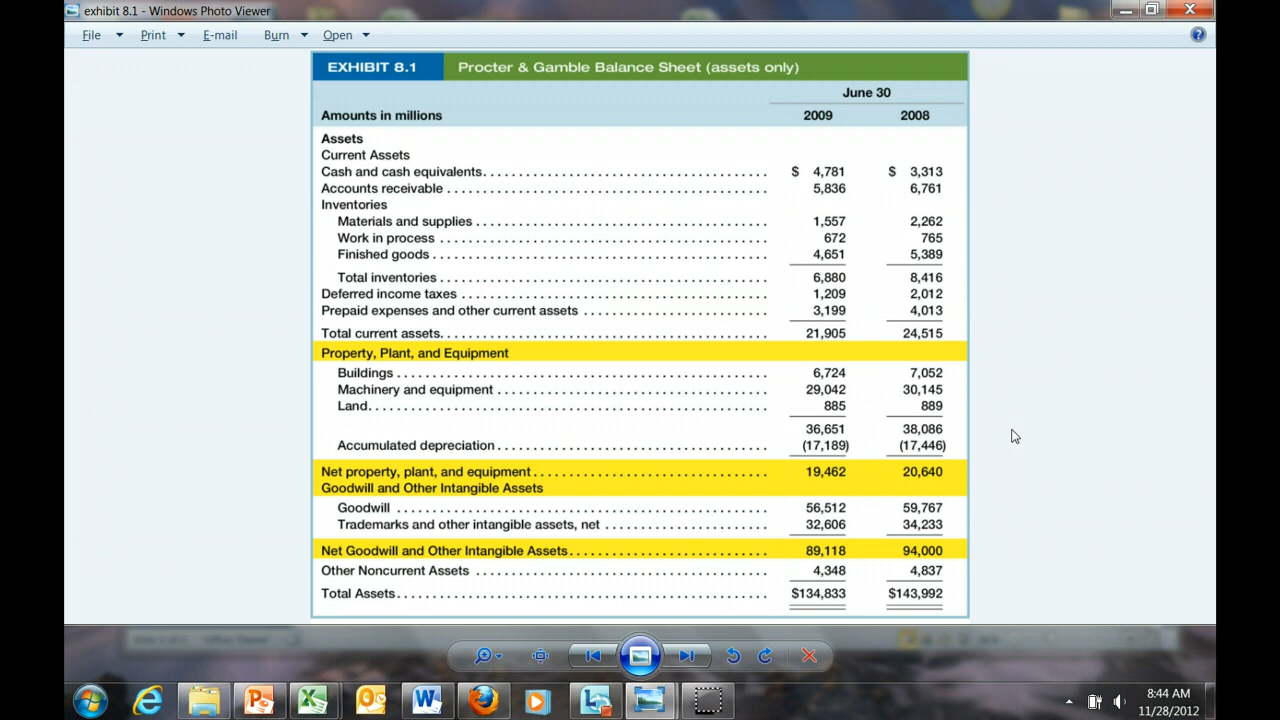 exhibit 8.1 - Windows Photo Viewer
File Print E-mail Burn Open
EXHIBIT 8.1 Procter & Gamble Balance Sheet (assets only)
June 30
Amounts in millions 2009 2008
Assets
Current Assets
Cash and cash equivalents. $ 4,781 $ 3,313
Accounts receivable 5,836 6,761
Inventories
Materials and supplies 1,557 2,262
Work in process 672 765
Finished goods 4,651 5,389
Total inventories 6,880 8,416
Deferred income taxes 1,209 2,012
Prepaid expenses and other current assets 3,199 4,013
Total current assets. 21,905 24,515
Property, Plant, and Equipment
Buildings 6,724 7,052
Machinery and equipment 29,042 30,145
Land. 885 889
36,651 38,086
Accumulated depreciation (17,189) (17,446)
Net property, plant, and equipment 19,462 20,640
Goodwill and Other Intangible Assets
Goodwill 56,512 59,767
Trademarks and other intangible assets, net 32,606 34,233
Net Goodwill and Other Intangible Assets 89,118 94,000
Other Noncurrent Assets 4,348 4,837
Total Assets $134,833 $143,992
8:44 AM
11/28/2012